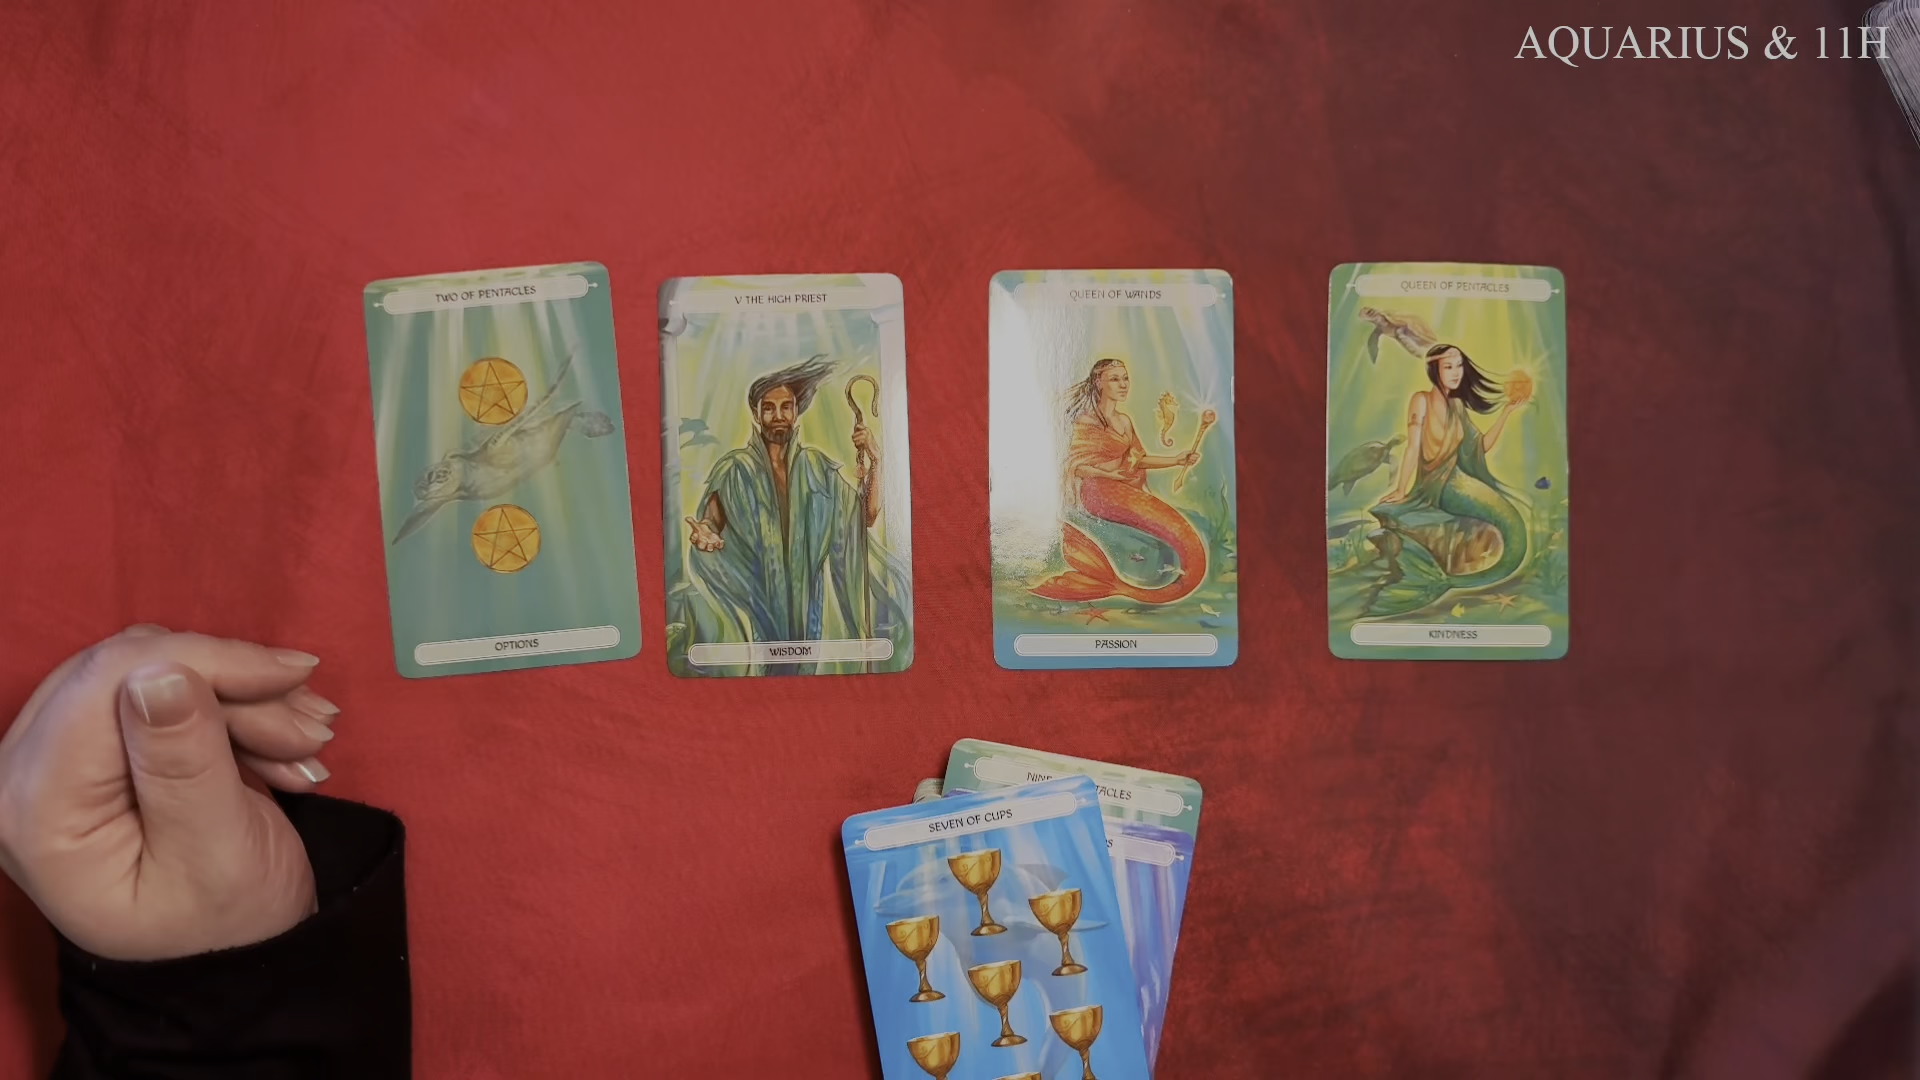 AQUARIUS & 11H
TWO OF PENTACLES
V THE HIGH PRIEST
QUEEN OF WANDS
QUEEN OF PENTACLES
OPTIONS
WISDOM
PASSION
KINDNESS
SEVEN OF CUPS